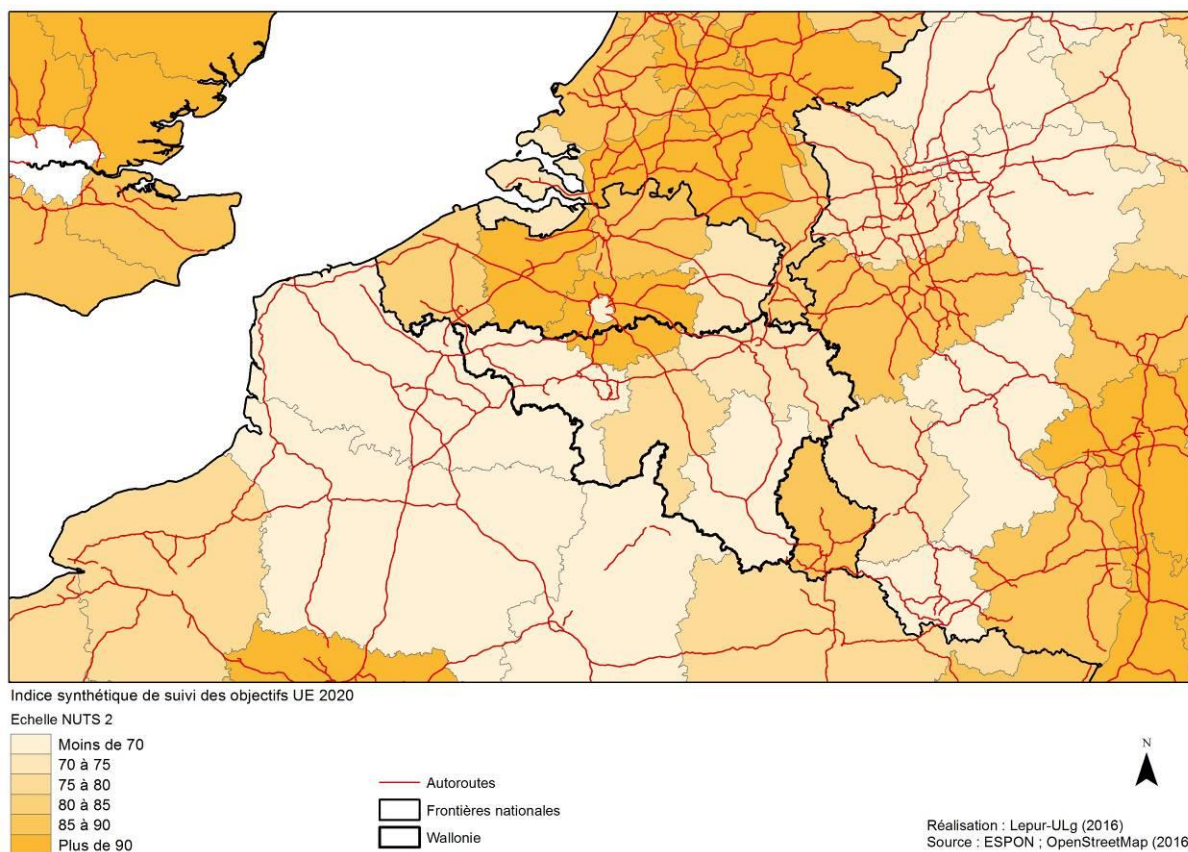 Indice synthétique de suivi des objectifs UE 2020
Echelle NUTS 2
Moins de 70
70 à 75
75 à 80
80 à 85
85 à 90
Plus de 90
Autoroutes
Frontières nationales
Wallonie
N
Réalisation : Lepur-ULg (2016)
Source : ESPON ; OpenStreetMap (2016